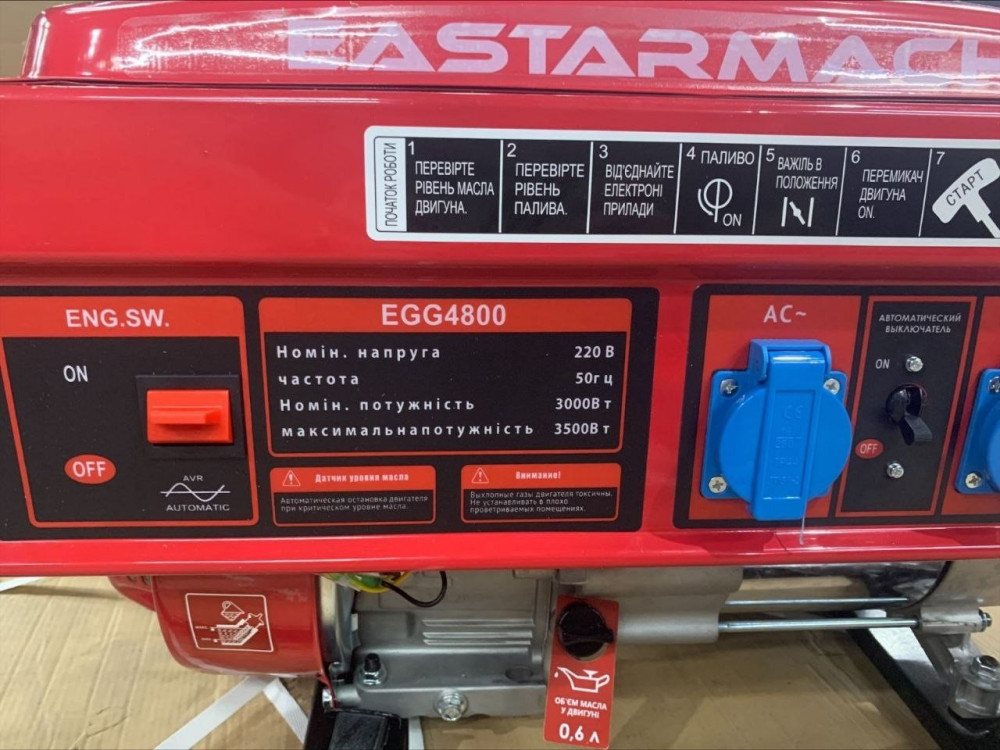 EASTARMACH
ПОЧАТОК РОБОТИ
1
ПЕРЕВІРТЕ
РІВЕНЬ МАСЛА
ДВИГУНА.
2
ПЕРЕВІРТЕ
РІВЕНЬ
ПАЛИВА.
3
ВІД'ЄДНАЙТЕ
ЕЛЕКТРОНІ
ПРИЛАДИ
4 ПАЛИВО
ON
5 ВАЖІЛЬ В
ПОЛОЖЕННЯ
6
ПЕРЕМИКАЧ
ДВИГУНА
ON.
7
СТАРТ
ENG.SW.
ON
OFF
AVR
AUTOMATIC
EGG4800
Номін. напруга 220 В
частота 50г ц
Номін. потужність 3000В т
максимальнапотужність 3500В т
Датчик уровня масла
Автоматическая остановка двигателя
при критическом уровне масла.
Внимание!
Выхлопные газы двигателя токсичны.
Не устанавливать в плохо
проветриваемых помещениях.
AC~
АВТОМАТИЧЕСКИЙ
ВЫКЛЮЧАТЕЛЬ
ON
OFF
ОБ'ЄМ МАСЛА
У ДВИГУНІ
0,6 Л